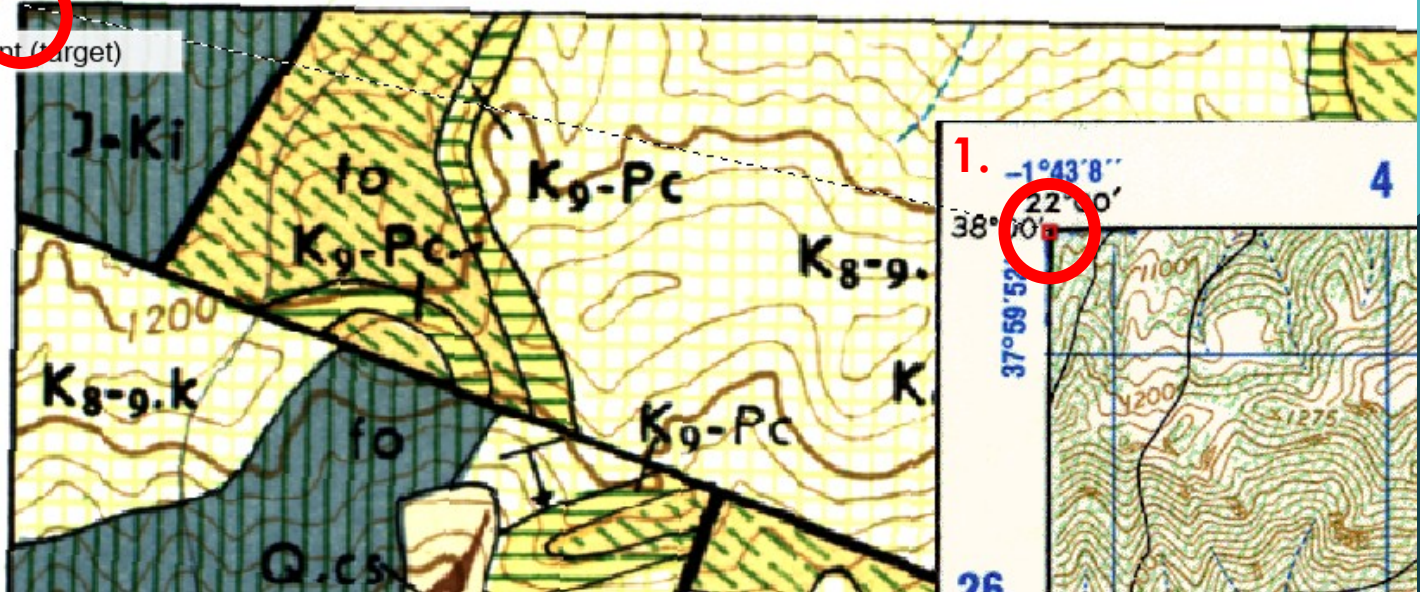 nt (target)
J-Ki
fo
K9-Pc
K9-Pc
K8-9.
1200
K8-9.k
K.
K9-Pc
fo
Q.cs
1.
–1°43′8′′
22°00′
38°00′
4
37°59′52
1100
1200
1275
26